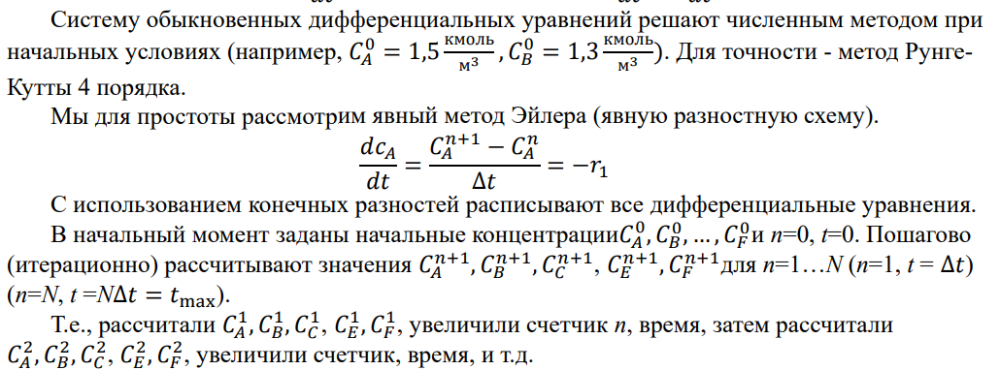 Систему обыкновенных дифференциальных уравнений решают численным методом при
начальных условиях (например, $C_A^0 = 1,5 \frac{кмоль}{м^3}$, $C_B^0 = 1,3 \frac{кмоль}{м^3}$). Для точности - метод Рунге-
Кутты 4 порядка.
Мы для простоты рассмотрим явный метод Эйлера (явную разностную схему).
$\frac{dc_A}{dt} = \frac{C_A^{n+1} - C_A^n}{\Delta t} = -r_1$
С использованием конечных разностей расписывают все дифференциальные уравнения.
В начальный момент заданы начальные концентрации$C_A^0, C_B^0, \ldots, C_F^0$и n=0, t=0. Пошагово
(итерационно) рассчитывают значения $C_A^{n+1}, C_B^{n+1}, C_C^{n+1}$, $C_E^{n+1}, C_F^{n+1}$для n=1…N (n=1, t = $\Delta t$)
(n=N, t =N$\Delta t = t_{max}$).
Т.е., рассчитали $C_A^1, C_B^1, C_C^1$, $C_E^1, C_F^1$, увеличили счетчик n, время, затем рассчитали
$C_A^2, C_B^2, C_C^2$, $C_E^2, C_F^2$, увеличили счетчик, время, и т.д.